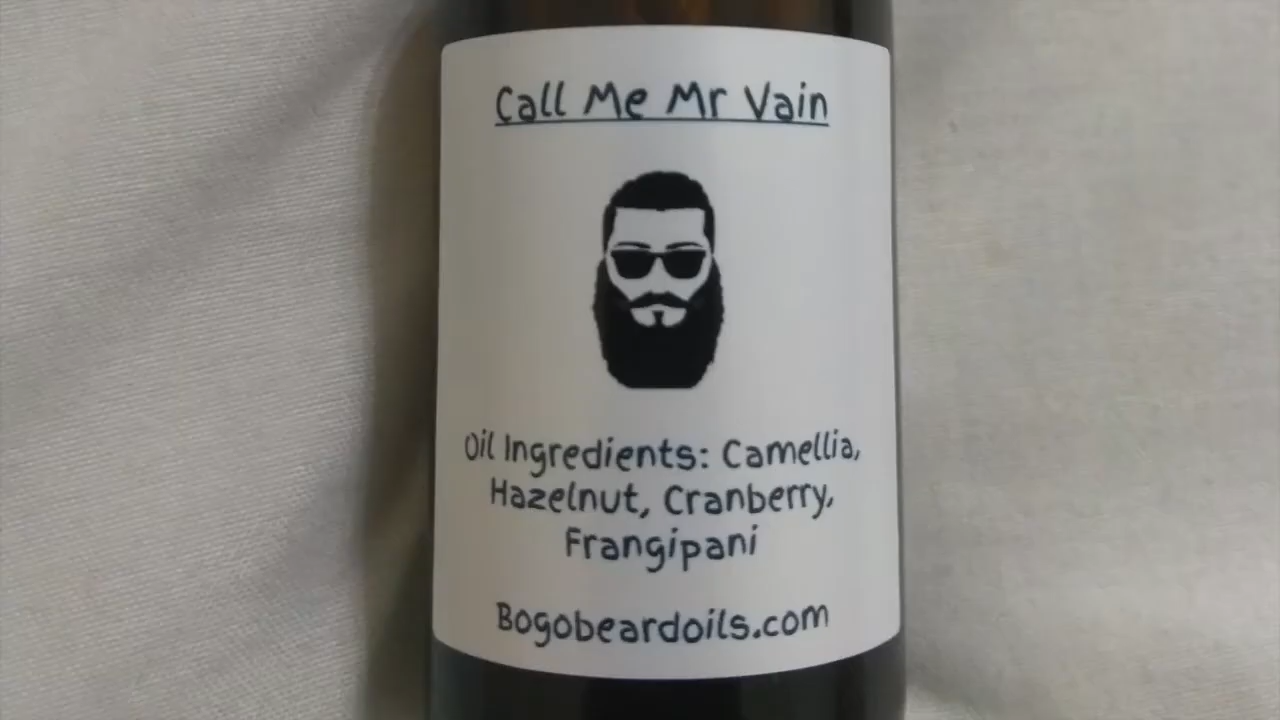 Call Me Mr Vain
Oil Ingredients: Camellia,
Hazelnut, Cranberry,
Frangipani
Bogobeardoils.com